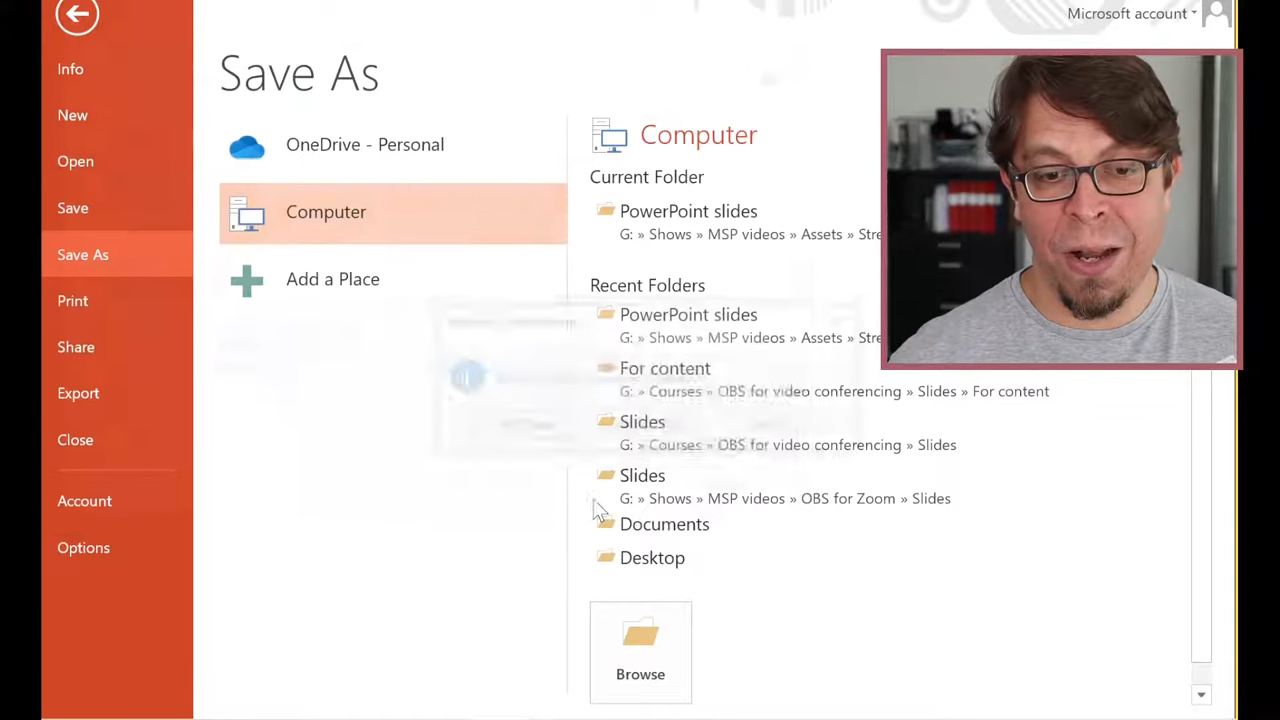 Microsoft account
Info
New
Open
Save
Save As
Print
Share
Export
Close
Account
Options
Save As
OneDrive - Personal
Computer
Add a Place
Computer
Current Folder
PowerPoint slides
G: » Shows » MSP videos » Assets » Stre
Recent Folders
PowerPoint slides
G: » Shows » MSP videos » Assets » Stre
For content
G: » Courses » OBS for video conferencing » Slides » For content
Slides
G: » Courses » OBS for video conferencing » Slides
Slides
G: » Shows » MSP videos » OBS for Zoom » Slides
Documents
Desktop
Browse